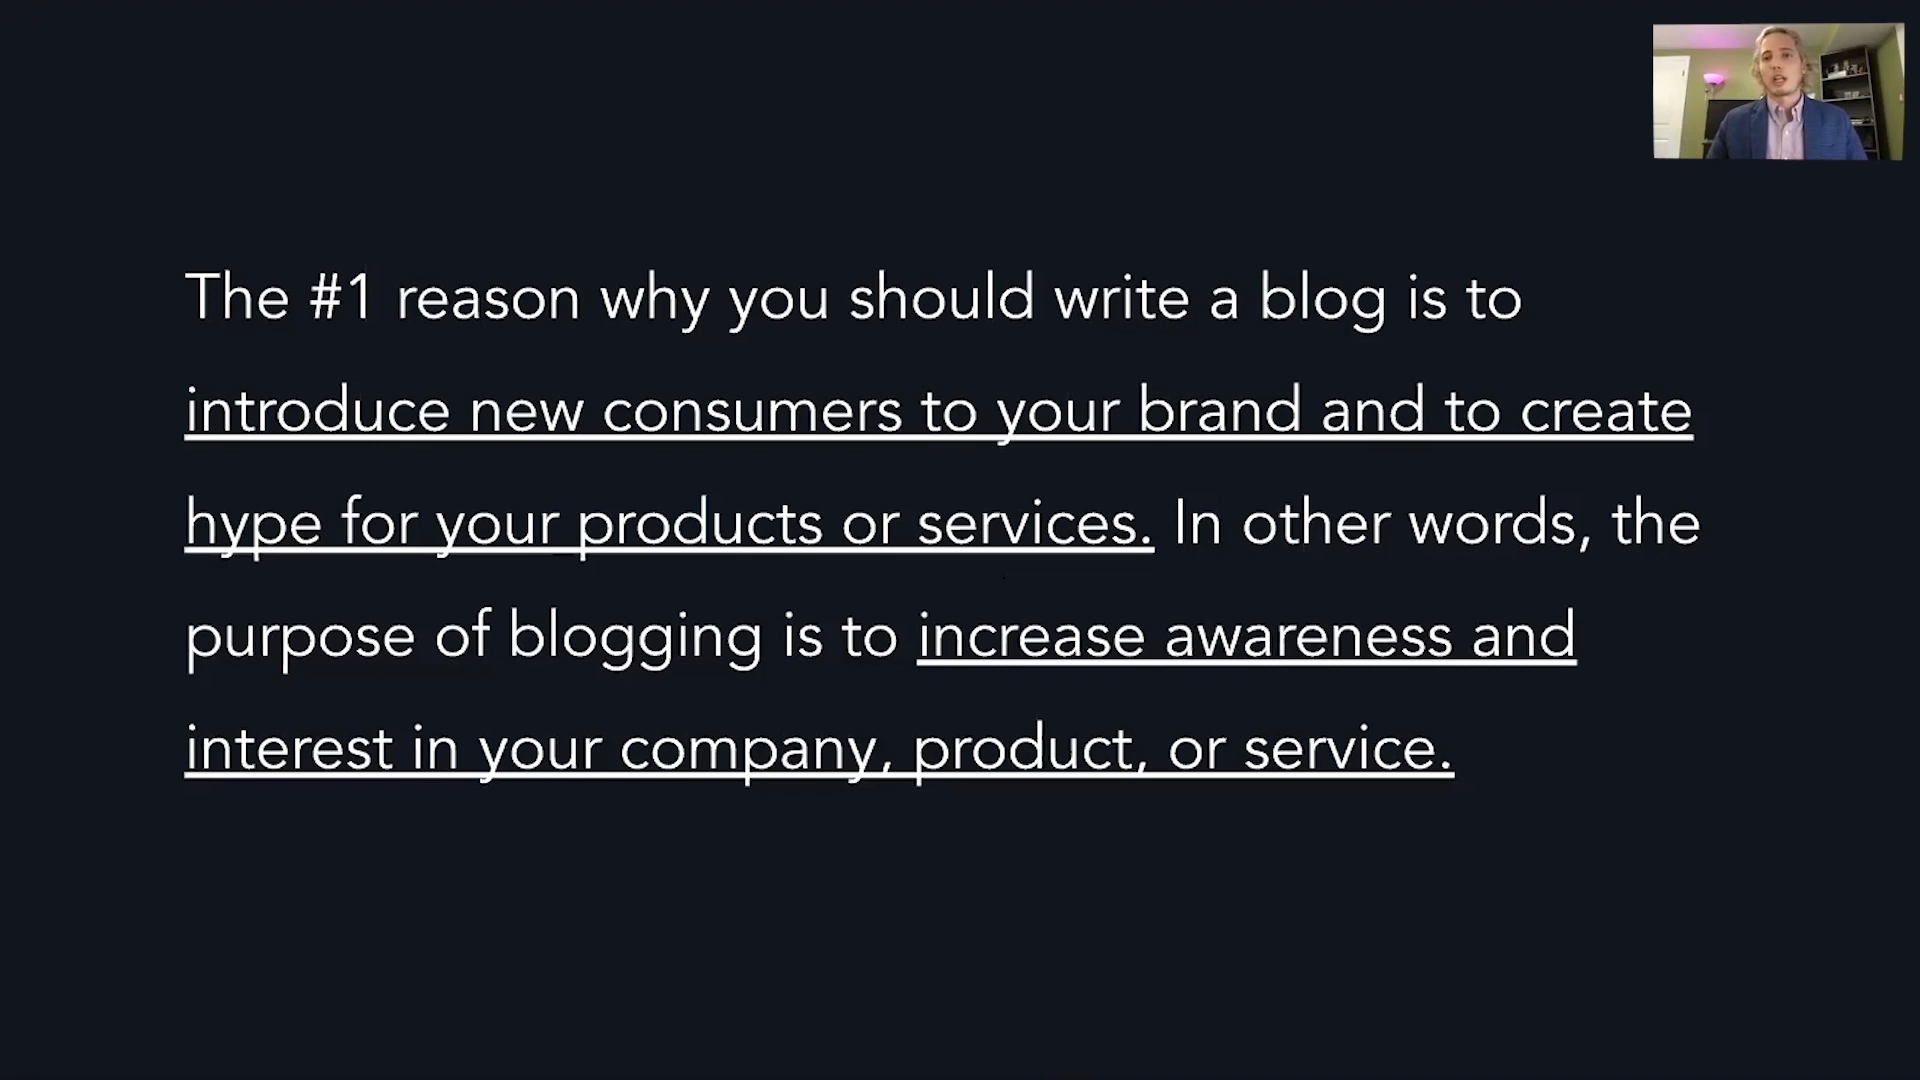 The #1 reason why you should write a blog is to
introduce new consumers to your brand and to create
hype for your products or services. In other words, the
purpose of blogging is to increase awareness and
interest in your company, product, or service.